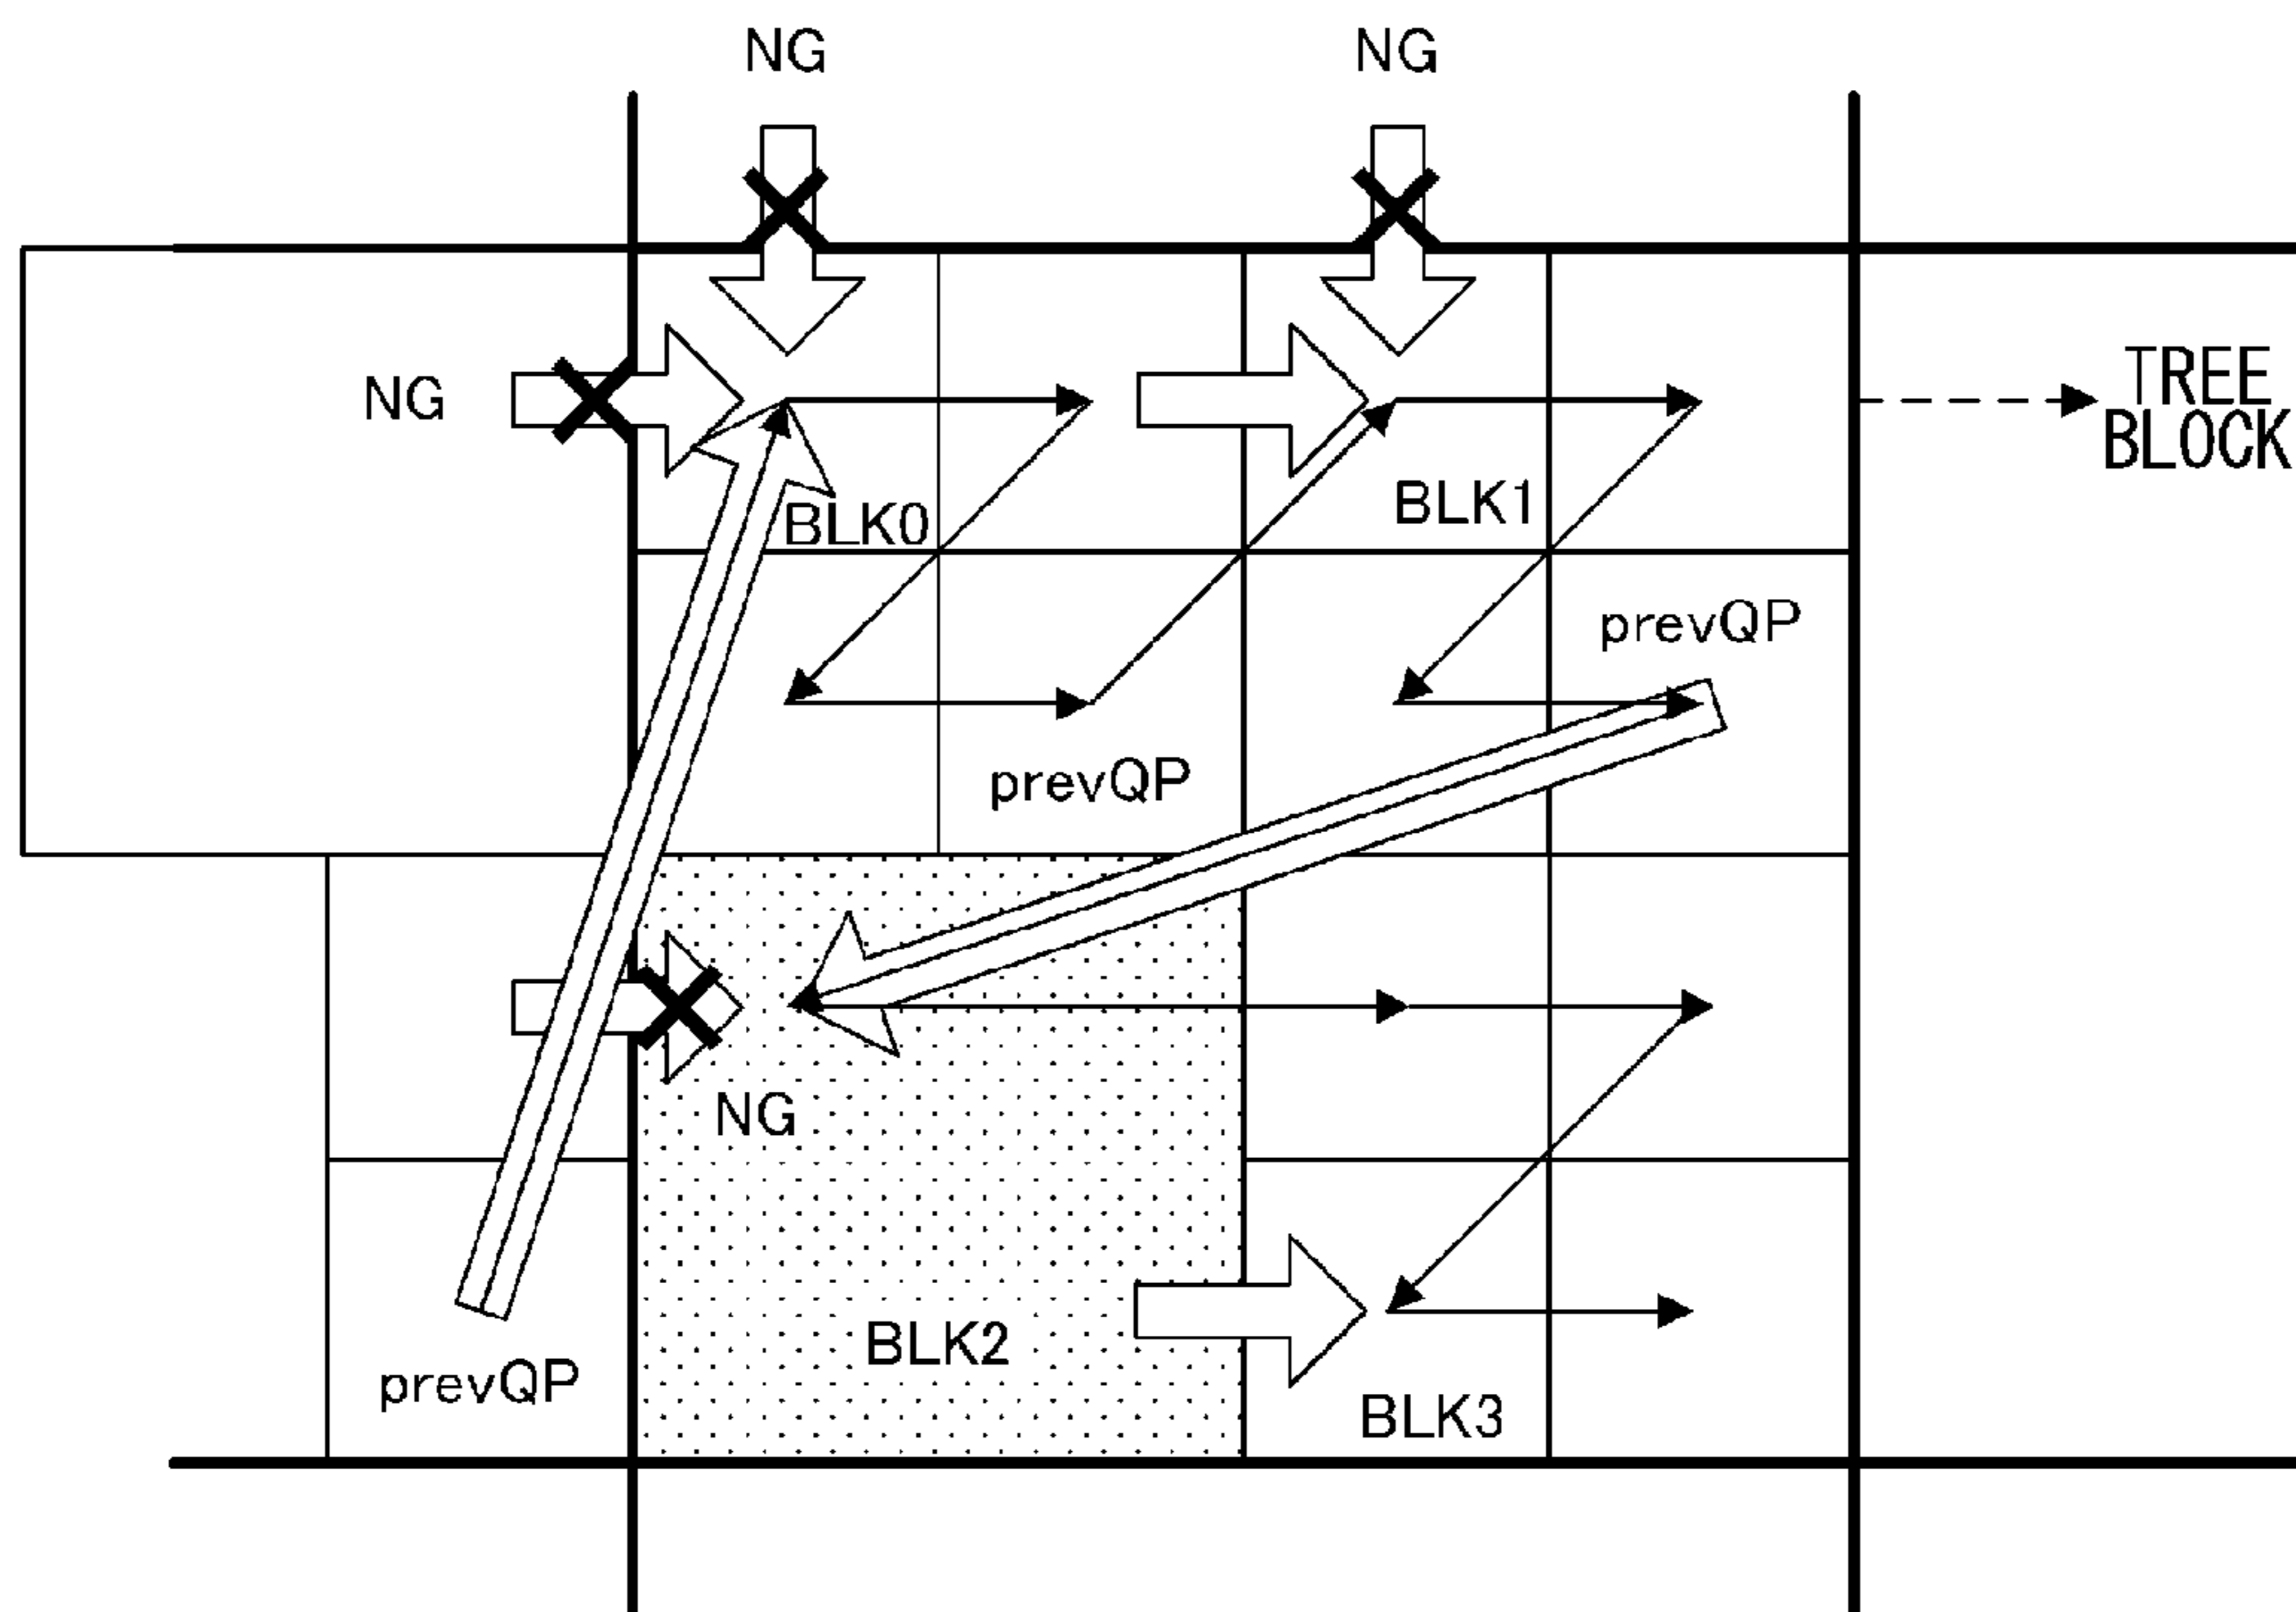 NG
NG
NG
TREE
BLOCK
BLK0
BLK1
prevQP
prevQP
NG
BLK2
prevQP
BLK3